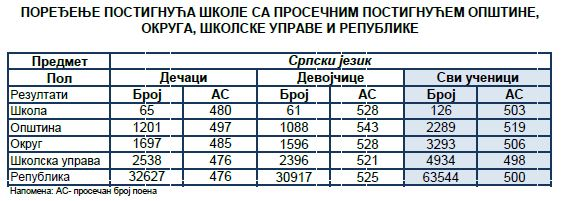 ПОРЕЂЕЊЕ ПОСТИГНУЋА ШКОЛЕ СА ПРОСЕЧНИМ ПОСТИГНУЋЕМ ОПШТИНЕ,
ОКРУГА, ШКОЛСКЕ УПРАВЕ И РЕПУБЛИКЕ
Предмет Српски језик
Пол Дечаци Девојчице Сви ученици
Резултати Број АС Број АС Број АС
Школа 65 480 61 528 126 503
Општина 1201 497 1088 543 2289 519
Округ 1697 485 1596 528 3293 506
Школска управа 2538 476 2396 521 4934 498
Република 32627 476 30917 525 63544 500
Напомена: АС- просечан број поена